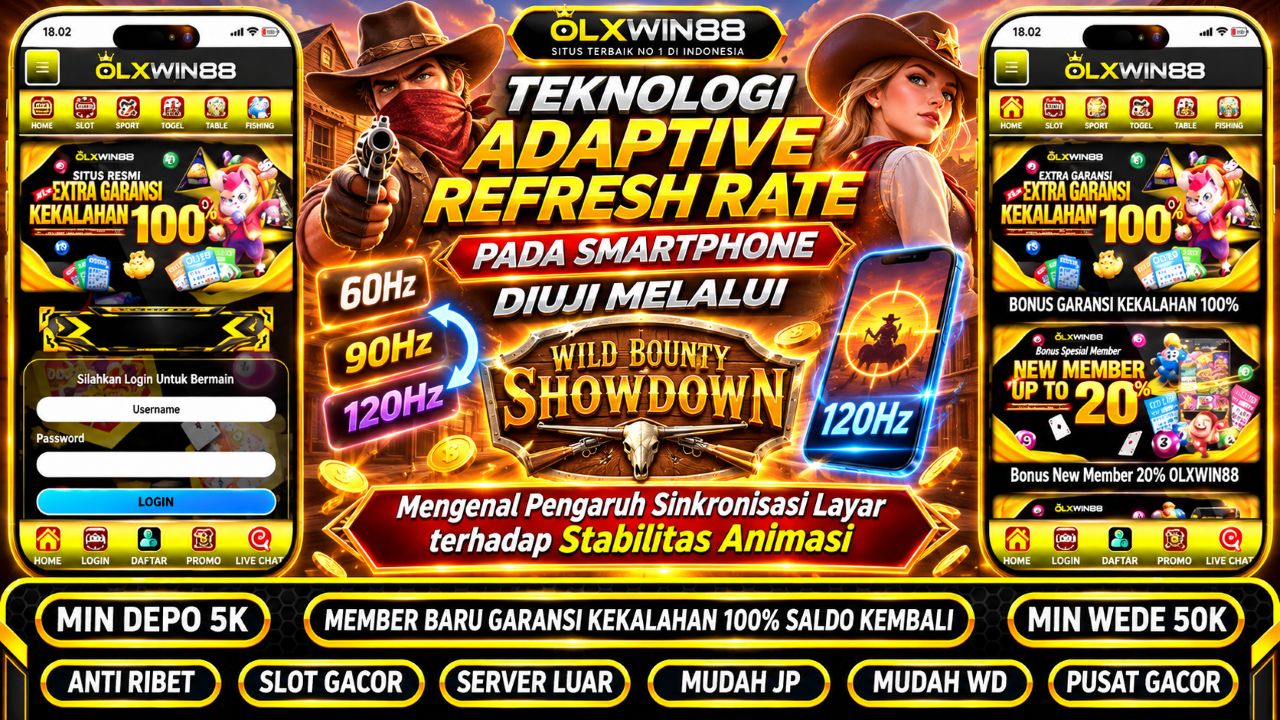 18.02
OLXWIN88
HOME SLOT SPORT TOGEL TABLE FISHING
OLXWIN88
SITUS RESMI
EXTRA GARANSI
KEKALAHAN 100%
Silahkan Login Untuk Bermain
Username
Password
LOGIN
HOME LOGIN DAFTAR PROMO LIVE CHAT
OLXWIN88
SITUS TERBAIK NO 1 DI INDONESIA
TEKNOLOGI
ADAPTIVE
REFRESH RATE
PADA SMARTPHONE
DIUJI MELALUI
60Hz
90Hz
120Hz
WILD BOUNTY
SHOWDOWN
120Hz
Mengenal Pengaruh Sinkronisasi Layar
terhadap Stabilitas Animasi
18.02
OLXWIN88
HOME SLOT SPORT TOGEL TABLE FISHING
OLXWIN88
EXTRA GARANSI
EXTRA GARANSI
KEKALAHAN 100%
BONUS GARANSI KEKALAHAN 100%
OLXWIN88
Bonus Spesial Member
NEW MEMBER
UP TO 20%
Bonus New Member 20% OLXWIN88
OLXWIN88
HOME LOGIN DAFTAR PROMO LIVE CHAT
MIN DEPO 5K
MEMBER BARU GARANSI KEKALAHAN 100% SALDO KEMBALI
MIN WEDE 50K
ANTI RIBET
SLOT GACOR
SERVER LUAR
MUDAH JP
MUDAH WD
PUSAT GACOR